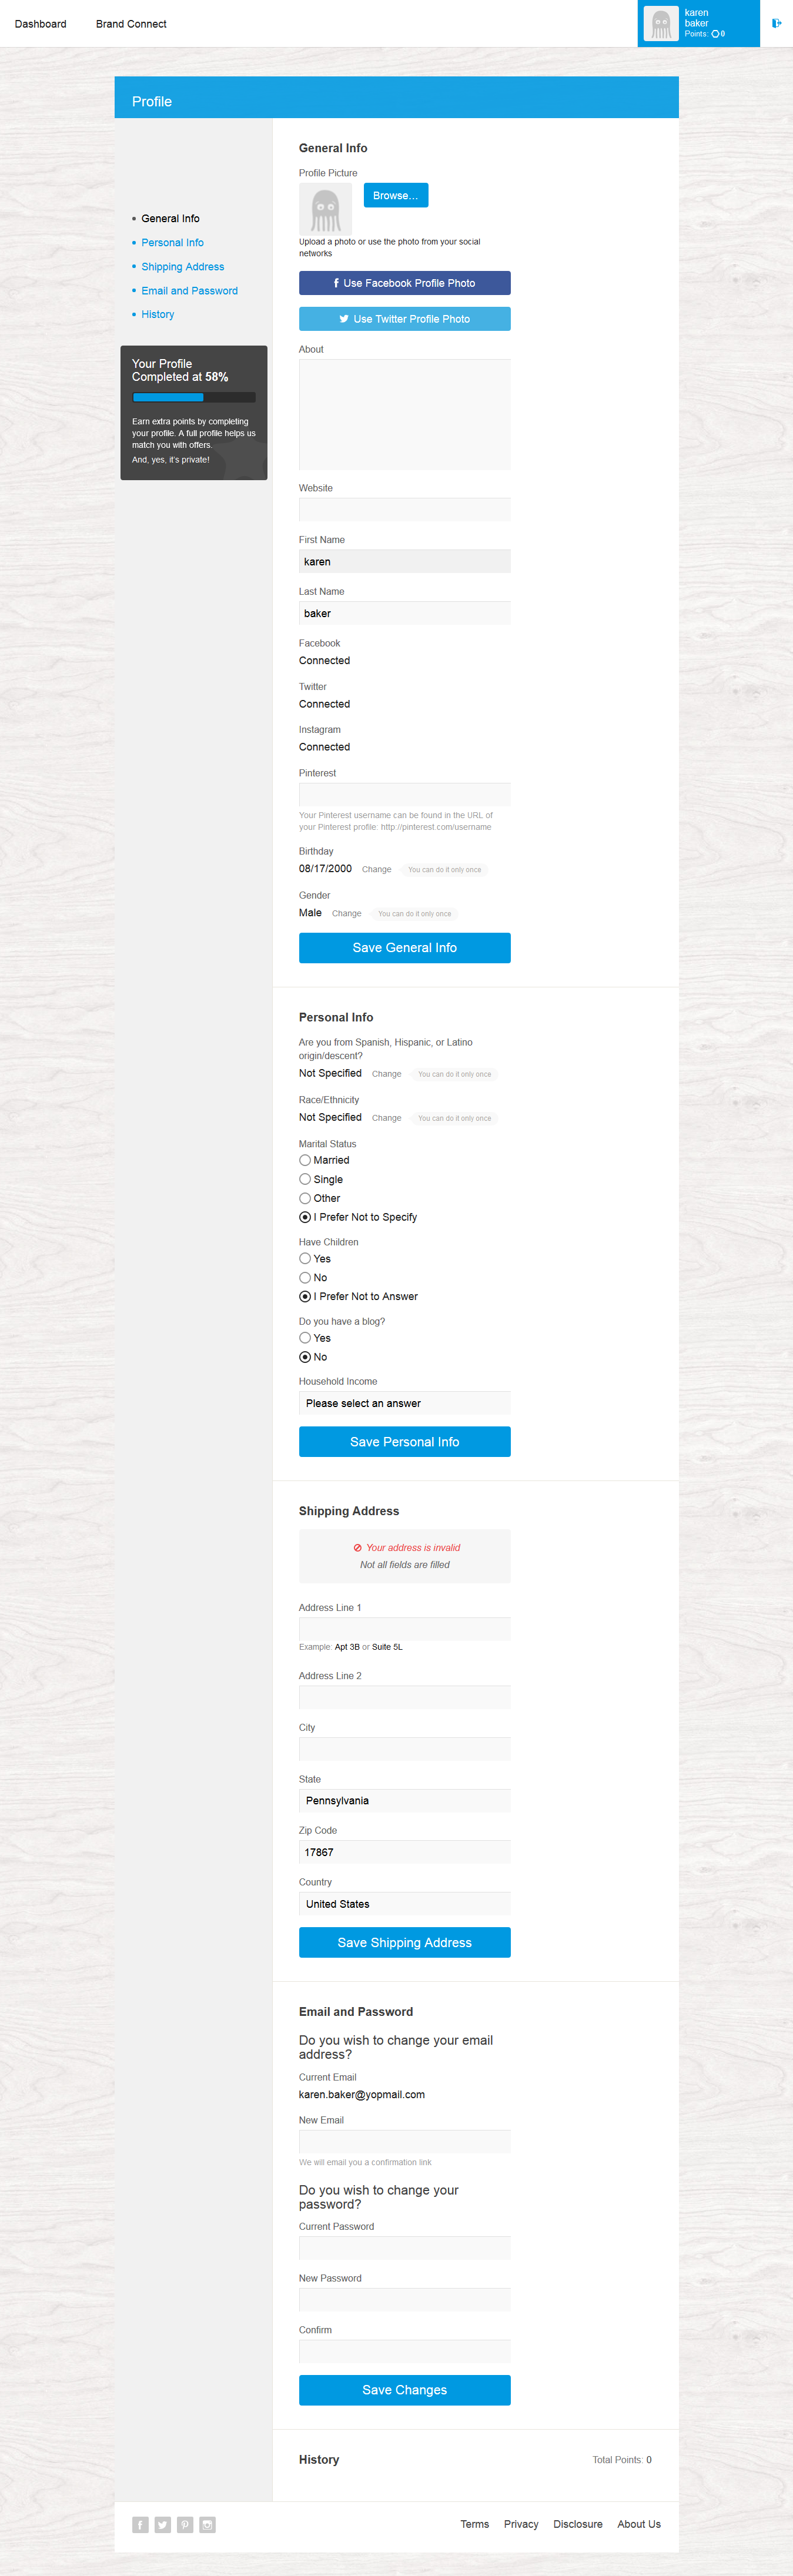 Dashboard
Brand Connect
karen
baker
Points: 0
Profile
General Info
Personal Info
Shipping Address
Email and Password
History
Your Profile
Completed at 58%
Earn extra points by completing
your profile. A full profile helps us
match you with offers.
And, yes, it's private!
General Info
Profile Picture
Browse...
Upload a photo or use the photo from your social
networks
Use Facebook Profile Photo
Use Twitter Profile Photo
About
Website
First Name
karen
Last Name
baker
Facebook
Connected
Twitter
Connected
Instagram
Connected
Pinterest
Your Pinterest username can be found in the URL of
your Pinterest profile: http://pinterest.com/username
Birthday
08/17/2000 Change You can do it only once
Gender
Male Change You can do it only once
Save General Info
Personal Info
Are you from Spanish, Hispanic, or Latino
origin/descent?
Not Specified Change You can do it only once
Race/Ethnicity
Not Specified Change You can do it only once
Marital Status
Married
Single
Other
I Prefer Not to Specify
Have Children
Yes
No
I Prefer Not to Answer
Do you have a blog?
Yes
No
Household Income
Please select an answer
Save Personal Info
Shipping Address
Your address is invalid
Not all fields are filled
Address Line 1
Example: Apt 3B or Suite 5L
Address Line 2
City
State
Pennsylvania
Zip Code
17867
Country
United States
Save Shipping Address
Email and Password
Do you wish to change your email
address?
Current Email
karen.baker@yopmail.com
New Email
We will email you a confirmation link
Do you wish to change your
password?
Current Password
New Password
Confirm
Save Changes
History
Total Points: 0
Terms Privacy Disclosure About Us